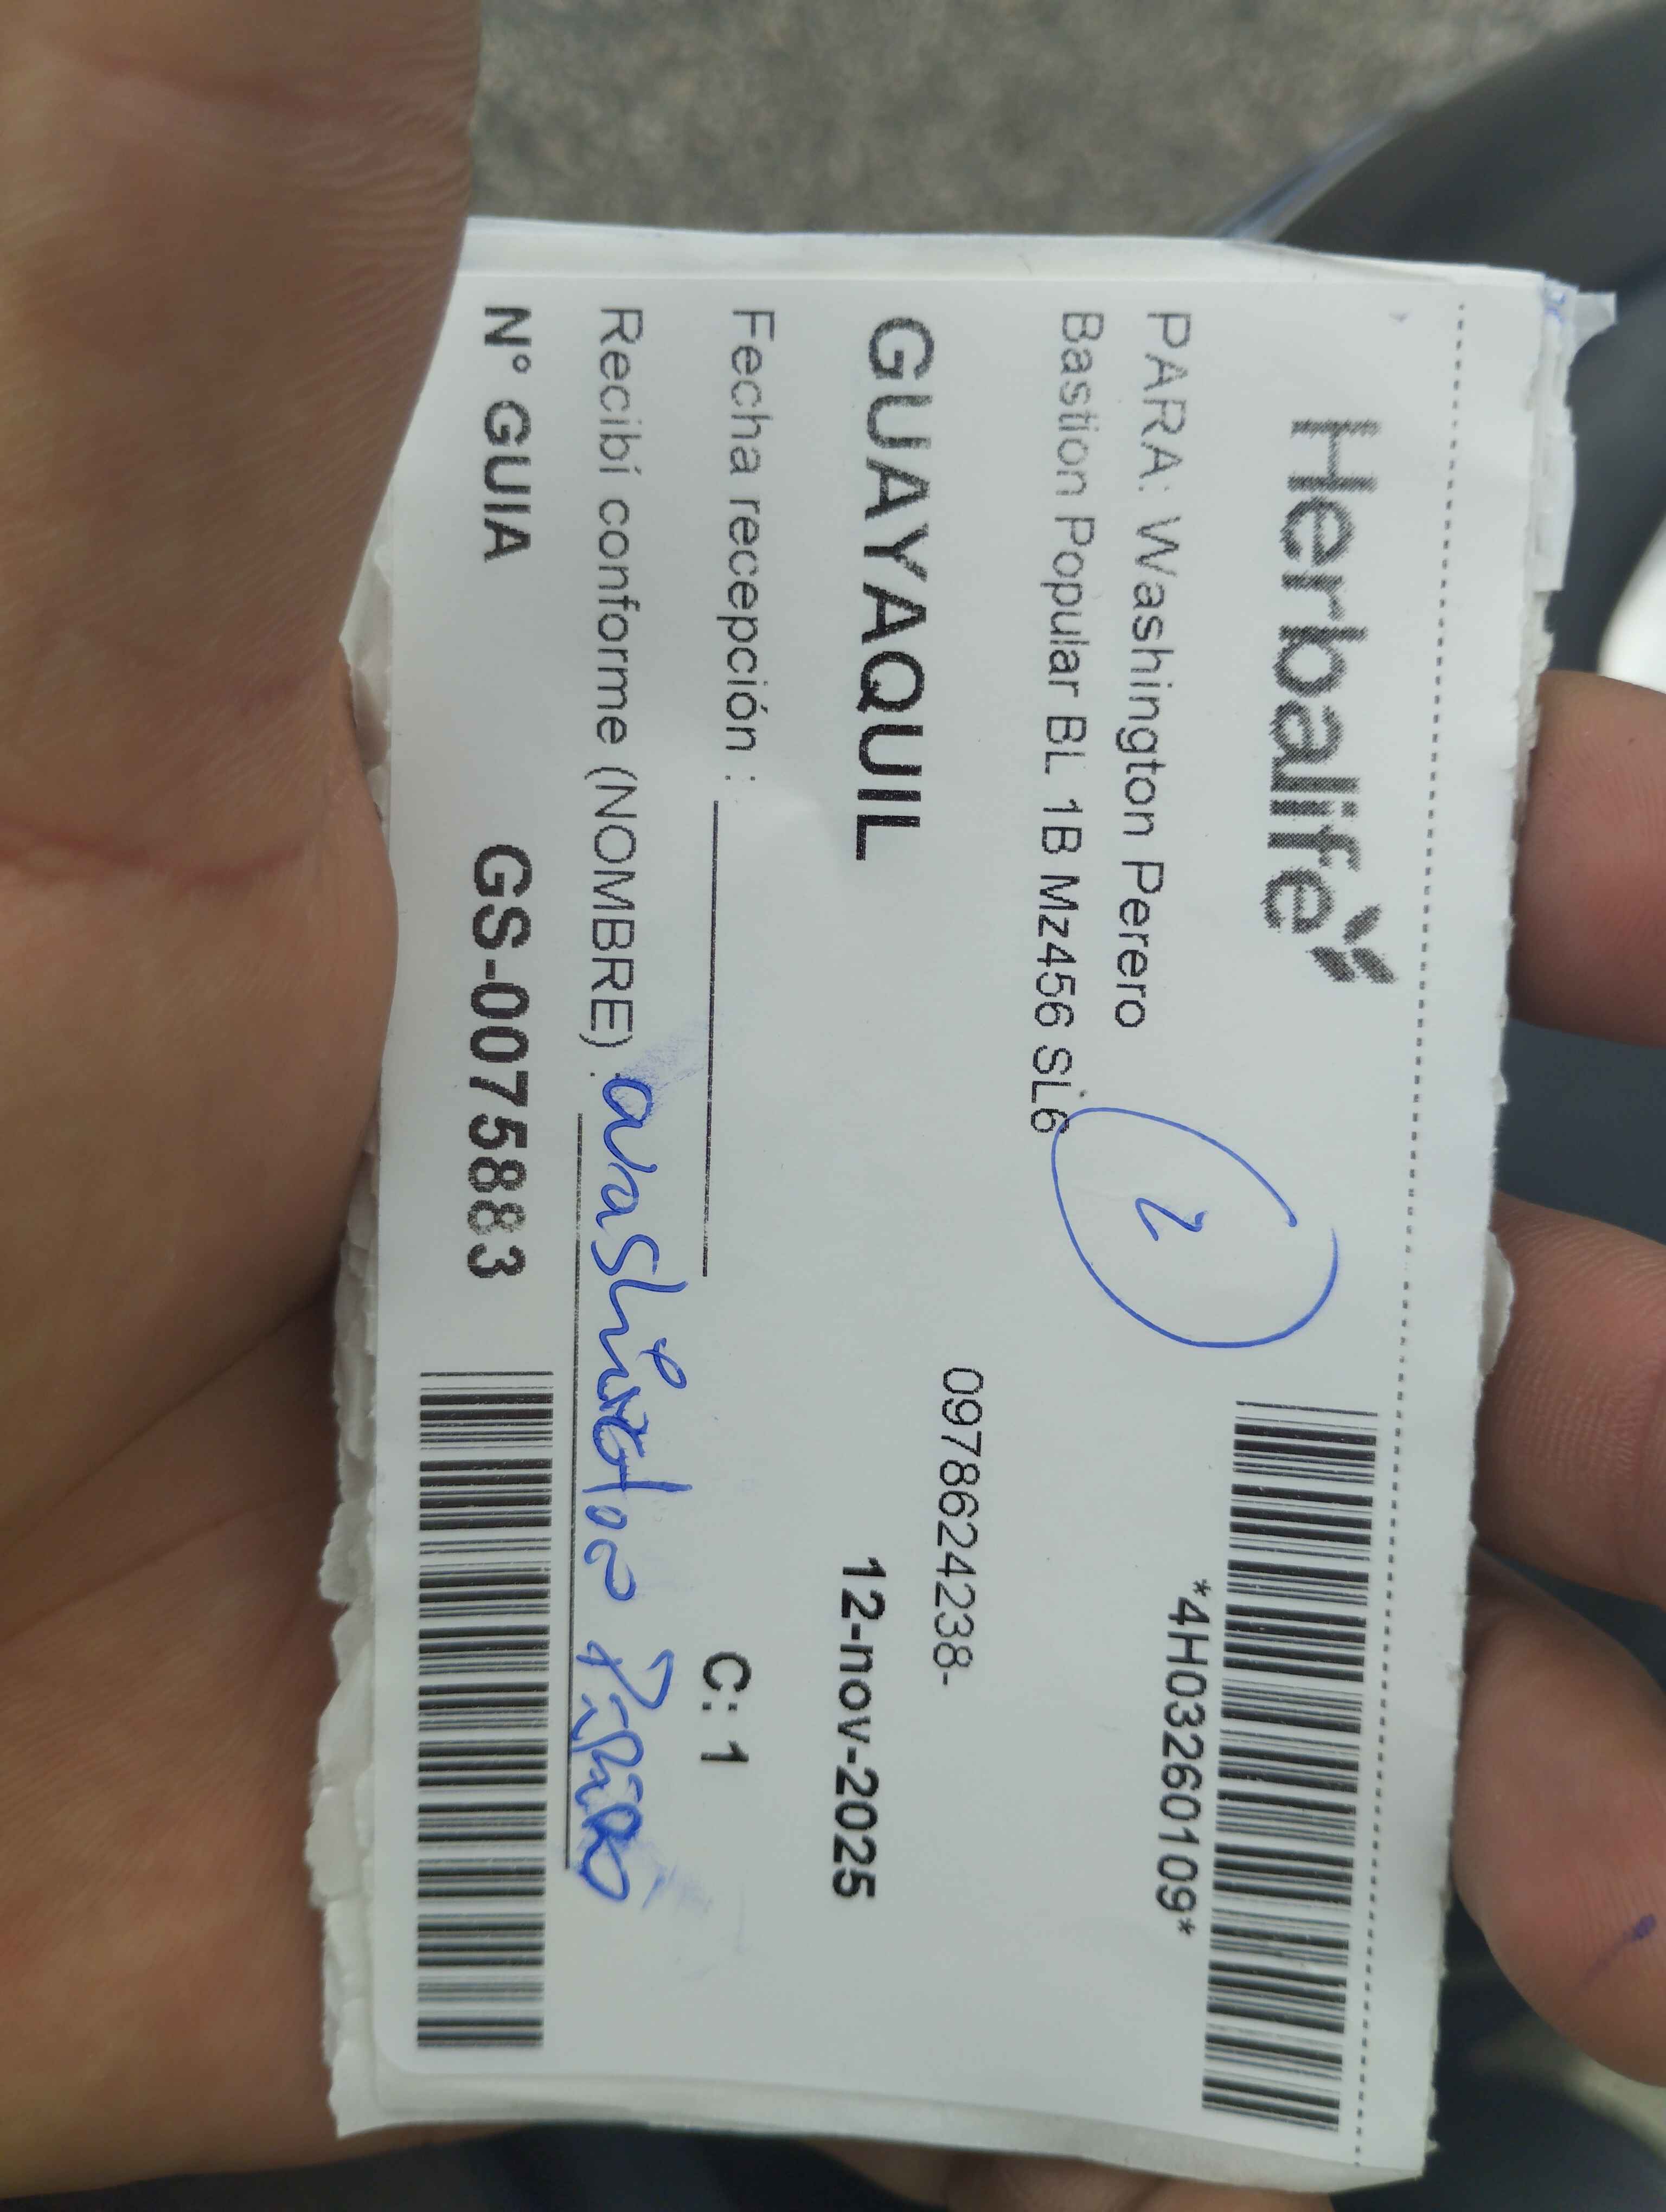 Herbalife
*4H03260109*
PARA: Washington Perero
2
Bastion Popular BL 1B Mz456 SL6
0978624238-
GUAYAQUIL
12-nov-2025
Fecha recepción :
C: 1
Recibí conforme (NOMBRE) :
N° GUIA GS-0075883